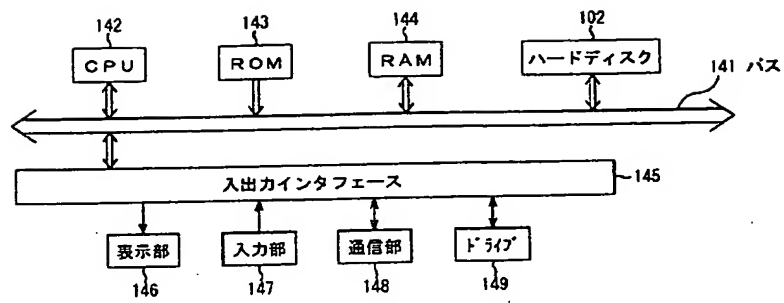 142
143
144
102
CPU
ROM
RAM
ハードディスク
141 バス
入出力インタフェース
145
表示部
入力部
通信部
ドライブ
146
147
148
149